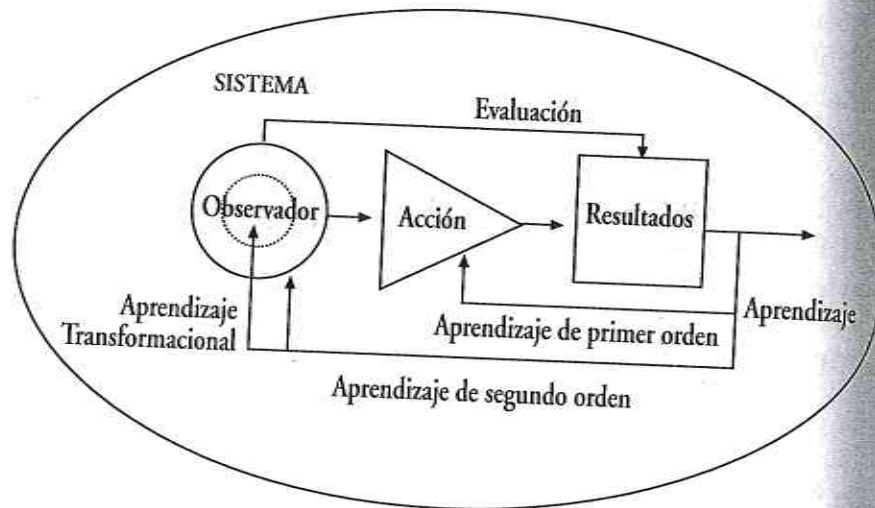 SISTEMA
Evaluación
Observador
Acción
Resultados
Aprendizaje
Transformacional
Aprendizaje de primer orden
Aprendizaje
Aprendizaje de segundo orden